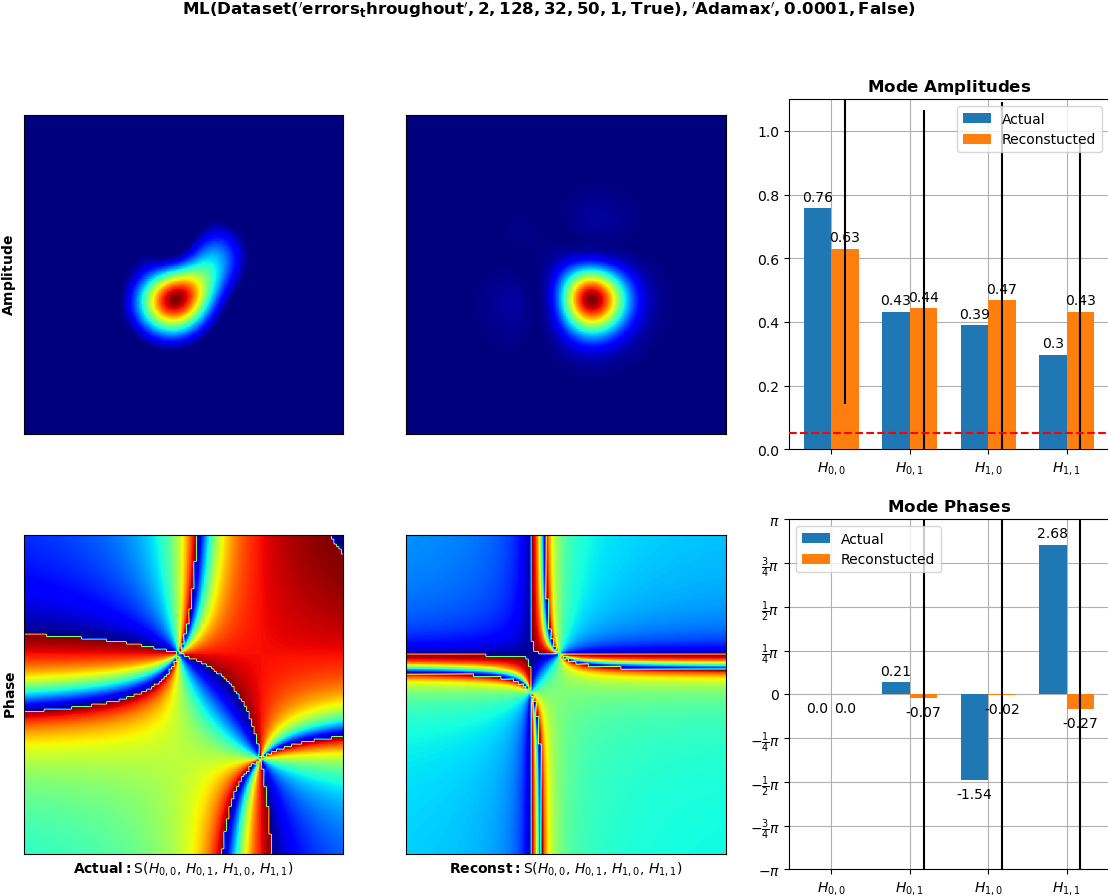 ML(Dataset('errors_throughout', 2, 128, 32, 50, 1, True), 'Adamax', 0.0001, False)
Amplitude
Mode Amplitudes
Actual
Reconstucted
1.0
0.8
0.6
0.4
0.2
0.0
0.76
0.63
0.43
0.44
0.39
0.47
0.3
0.43
H0,0
H0,1
H1,0
H1,1
Phase
Actual: S(H0,0, H0,1, H1,0, H1,1)
Reconst: S(H0,0, H0,1, H1,0, H1,1)
Mode Phases
Actual
Reconstucted
π
3/4π
1/2π
1/4π
0
−1/4π
−1/2π
−3/4π
−π
0.0
0.0
0.21
-0.07
-1.54
-0.02
2.68
-0.27
H0,0
H0,1
H1,0
H1,1